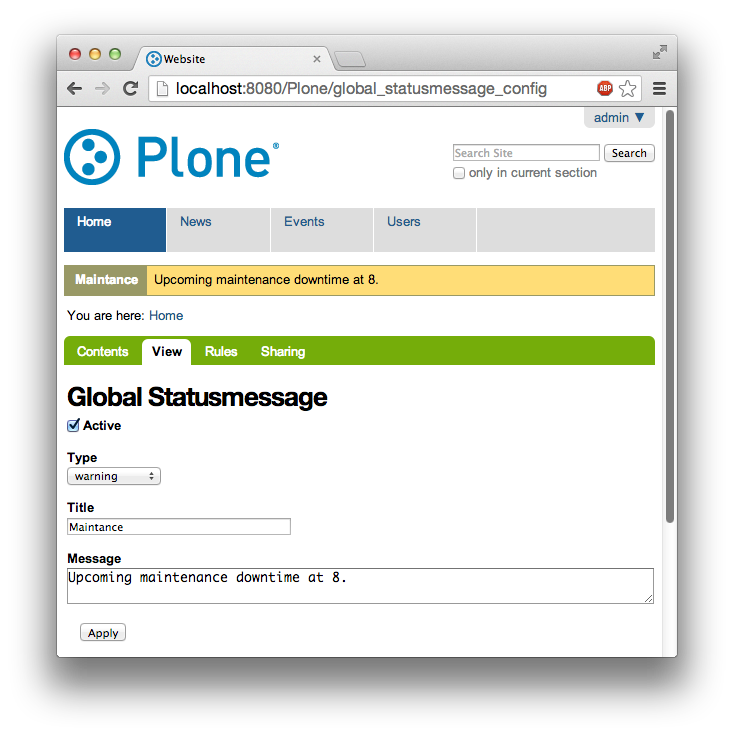 Website
localhost:8080/Plone/global_statusmessage_config
ABP
admin ▼
Plone®
Search Site
Search
only in current section
Home News Events Users
Maintance Upcoming maintenance downtime at 8.
You are here: Home
Contents View Rules Sharing
Global Statusmessage
Active
Type
warning
Title
Maintance
Message
Upcoming maintenance downtime at 8.
Apply